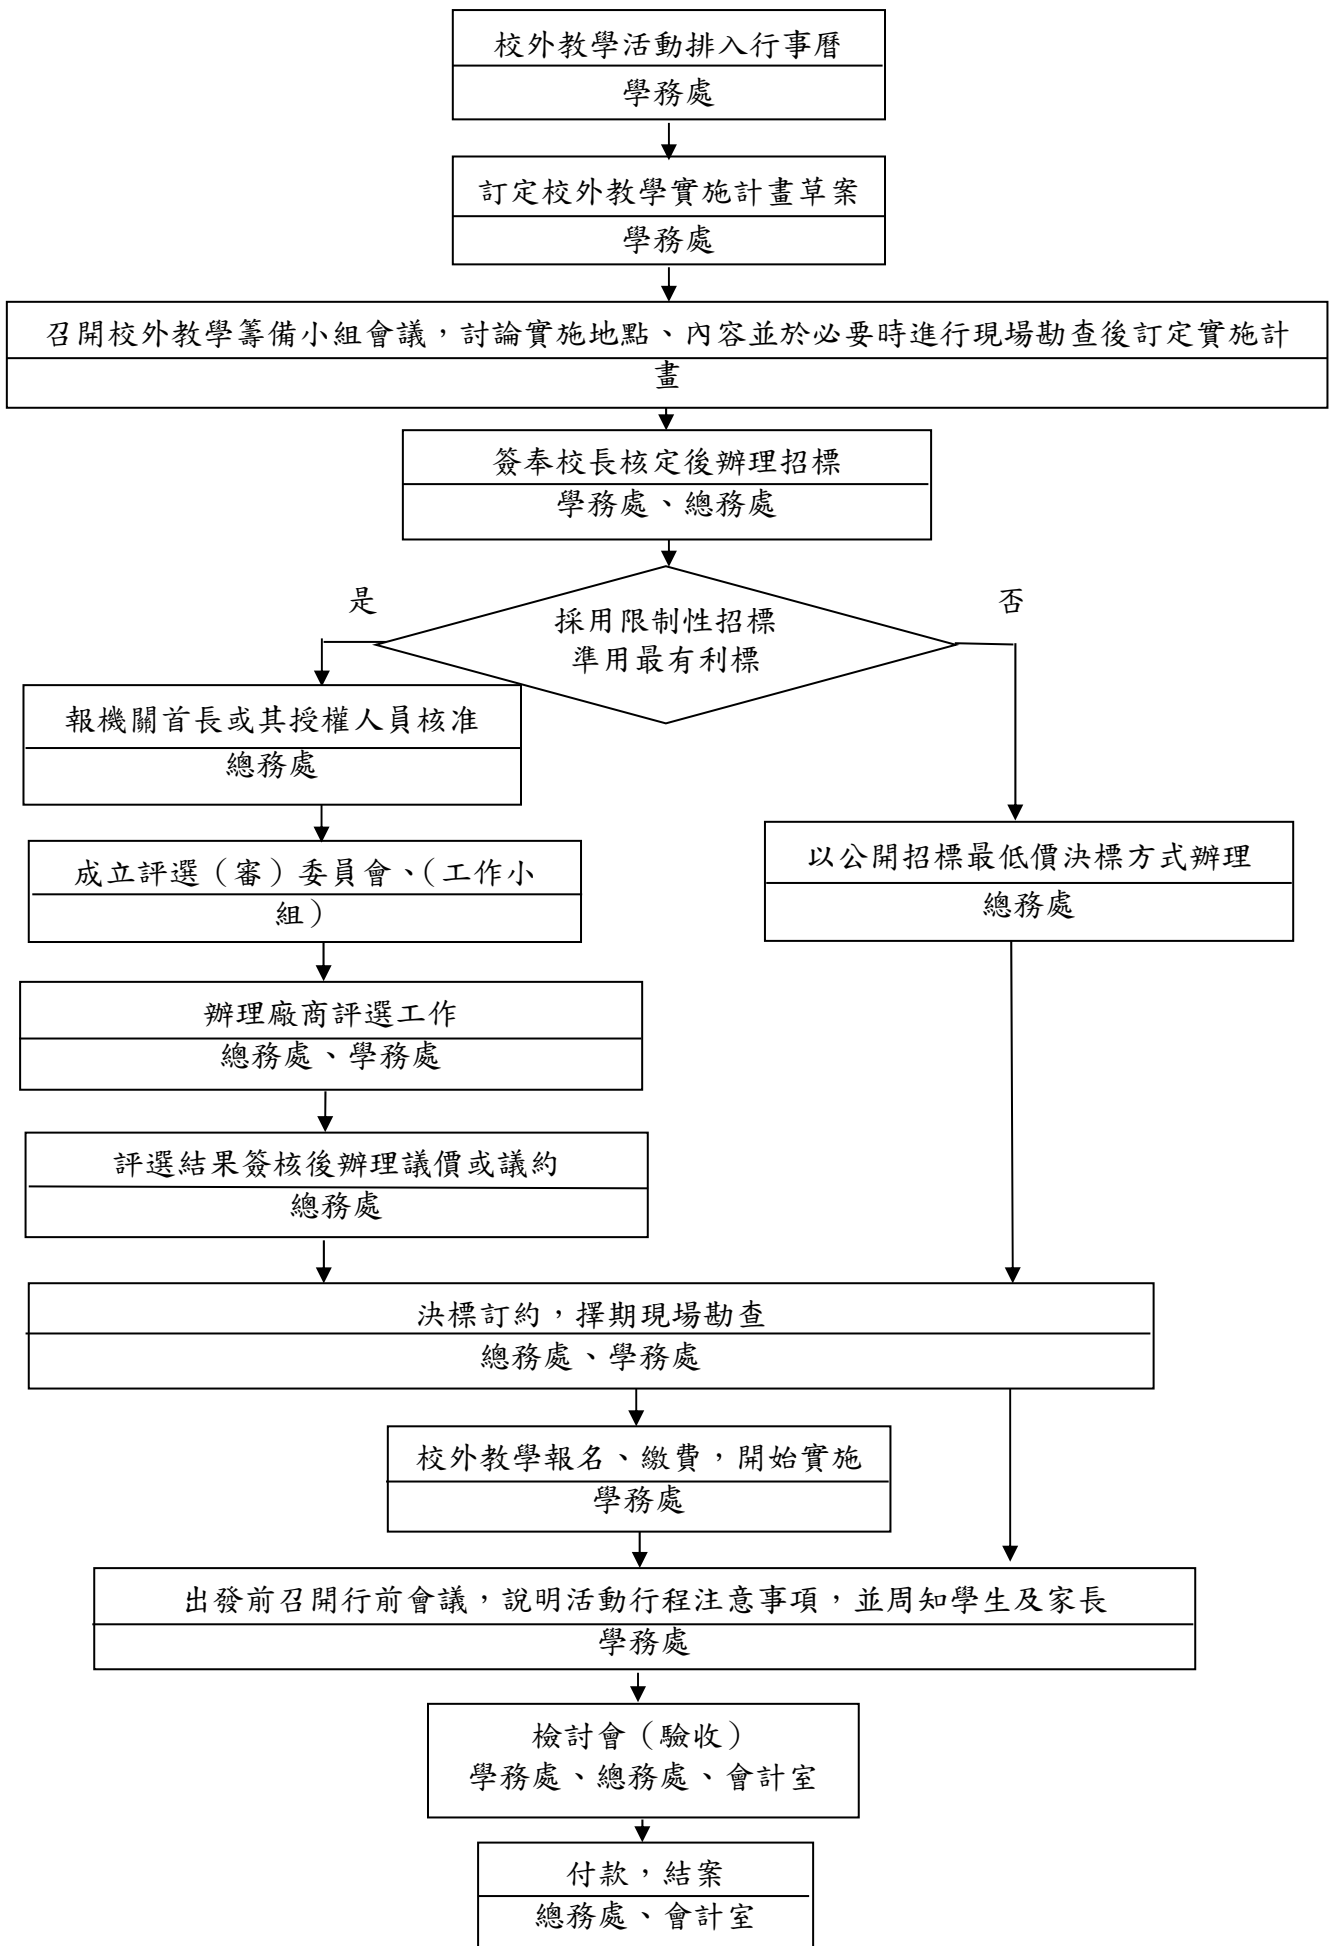 校外教學活動排入行事曆
學務處
訂定校外教學實施計畫草案
學務處
召開校外教學籌備小組會議，討論實施地點、內容並於必要時進行現場勘查後訂定實施計
畫
簽奉校長核定後辦理招標
學務處、總務處
採用限制性招標
準用最有利標
是
否
報機關首長或其授權人員核准
總務處
成立評選（審）委員會、（工作小
組）
以公開招標最低價決標方式辦理
總務處
辦理廠商評選工作
總務處、學務處
評選結果簽核後辦理議價或議約
總務處
決標訂約，擇期現場勘查
總務處、學務處
校外教學報名、繳費，開始實施
學務處
出發前召開行前會議，說明活動行程注意事項，並周知學生及家長
學務處
檢討會（驗收）
學務處、總務處、會計室
付款，結案
總務處、會計室